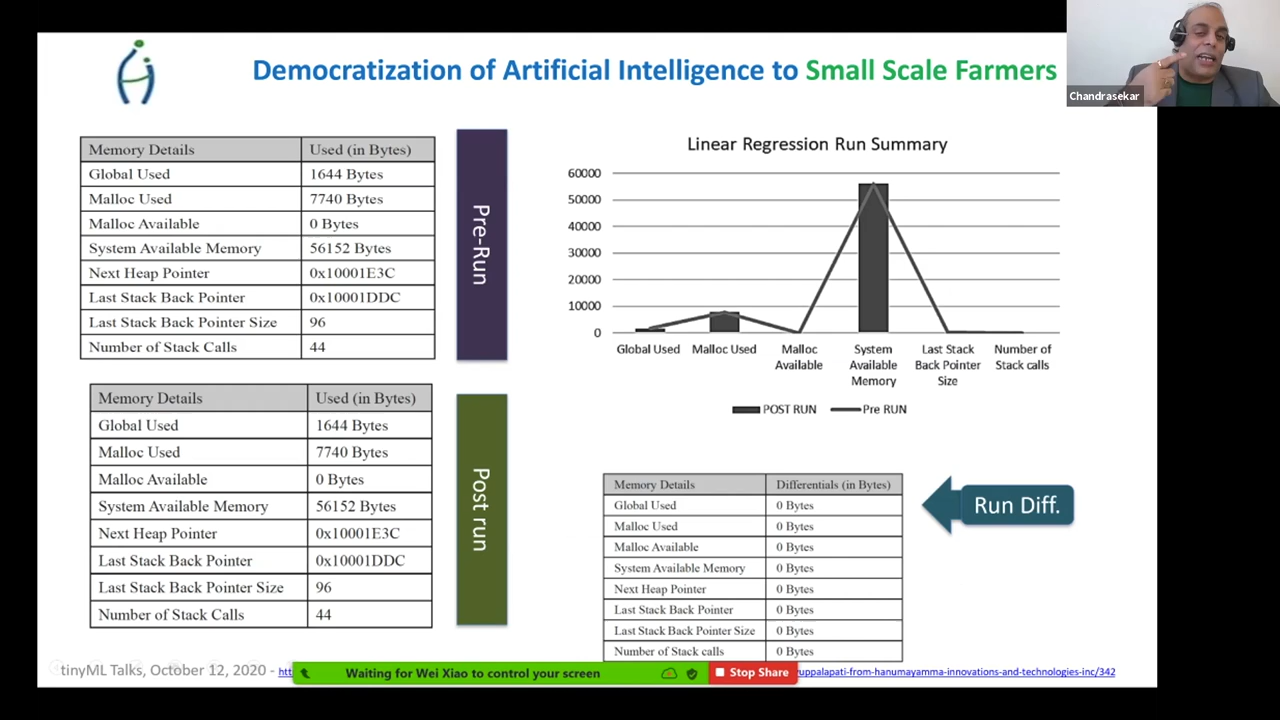 Democratization of Artificial Intelligence to Small Scale Farmers
Chandrasekar
Memory Details Used (in Bytes)
Global Used 1644 Bytes
Malloc Used 7740 Bytes
Malloc Available 0 Bytes
System Available Memory 56152 Bytes
Next Heap Pointer 0x10001E3C
Last Stack Back Pointer 0x10001DDC
Last Stack Back Pointer Size 96
Number of Stack Calls 44
Pre-Run
Linear Regression Run Summary
60000
50000
40000
30000
20000
10000
0
Global Used Malloc Used Malloc Available System Available Memory Last Stack Back Pointer Size Number of Stack calls
POST RUN Pre RUN
Memory Details Used (in Bytes)
Global Used 1644 Bytes
Malloc Used 7740 Bytes
Malloc Available 0 Bytes
System Available Memory 56152 Bytes
Next Heap Pointer 0x10001E3C
Last Stack Back Pointer 0x10001DDC
Last Stack Back Pointer Size 96
Number of Stack Calls 44
Post run
Memory Details Differentials (in Bytes)
Global Used 0 Bytes
Malloc Used 0 Bytes
Malloc Available 0 Bytes
System Available Memory 0 Bytes
Next Heap Pointer 0 Bytes
Last Stack Back Pointer 0 Bytes
Last Stack Back Pointer Size 0 Bytes
Number of Stack calls 0 Bytes
Run Diff.
tinyML Talks, October 12, 2020 - htt
Waiting for Wei Xiao to control your screen
Stop Share
uppalapati-from-hanumayamma-innovations-and-technologies-inc/342